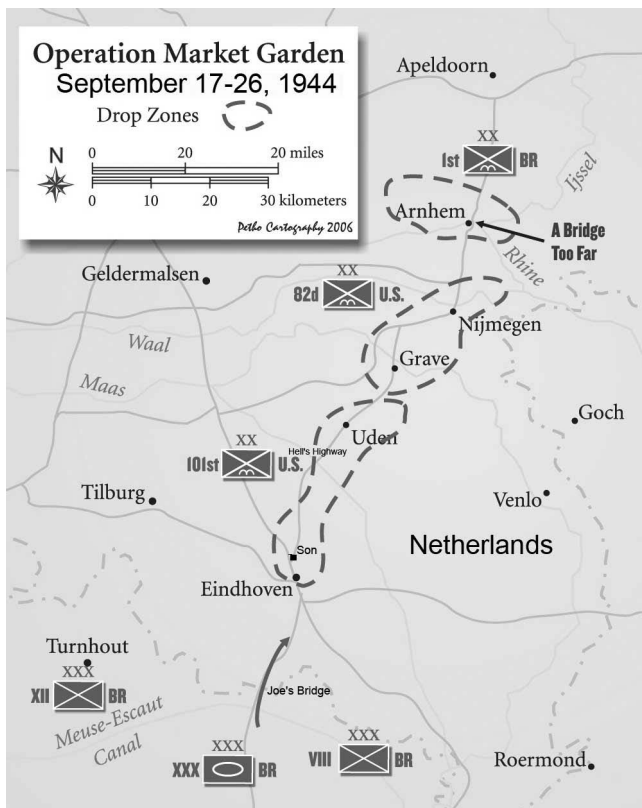 Operation Market Garden
September 17-26, 1944
Drop Zones
N
0 20 20 miles
0 10 20 30 kilometers
Petho Cartography 2006
Apeldoorn
XX
1st BR
Ijssel
Arnhem
A Bridge
Too Far
Rhine
Geldermalsen
XX
82d U.S.
Nijmegen
Waal
Maas
Grave
Goch
Uden
XX
Hell's Highway
101st U.S.
Tilburg
Venlo
Netherlands
Son
Eindhoven
Turnhout
XXX
XII BR
Joe's Bridge
Meuse-Escaut
Canal
XXX
XXX BR
XXX
VIII BR
Roermond